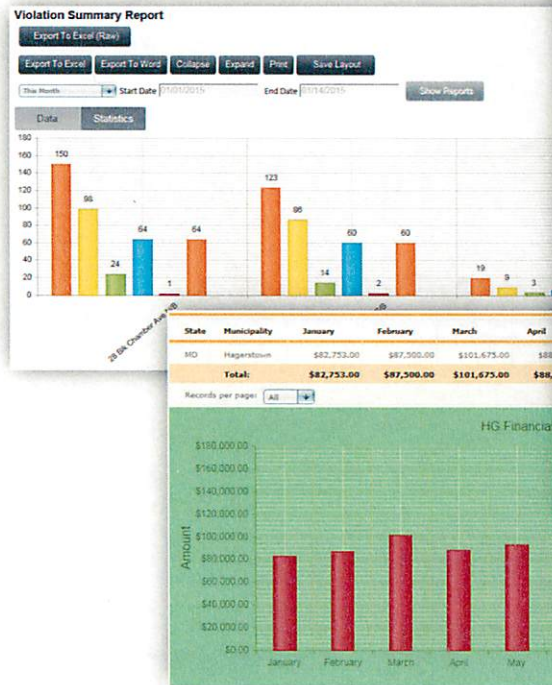 Violation Summary Report
Export To Excel (Raw)
Export To Excel Export To Word Collapse Expand Print Save Layout
This Month Start Date 01/01/2015 End Date 01/14/2015 Show Reports
Data Statistics
180
160
140
120
100
80
60
40
20
0
150 98 24 64 1 64
123 86 14 60 2 60
19 9 3
28 Blk Chamber Ave N/B
State Municipality January February March April
MD Hagerstown $82,753.00 $87,500.00 $101,675.00 $88
Total: $82,753.00 $87,500.00 $101,675.00 $88,
Records per page: All
HG Financia
Amount
$180,000.00
$160,000.00
$140,000.00
$120,000.00
$100,000.00
$80,000.00
$60,000.00
$40,000.00
$20,000.00
$0.00
January February March April May